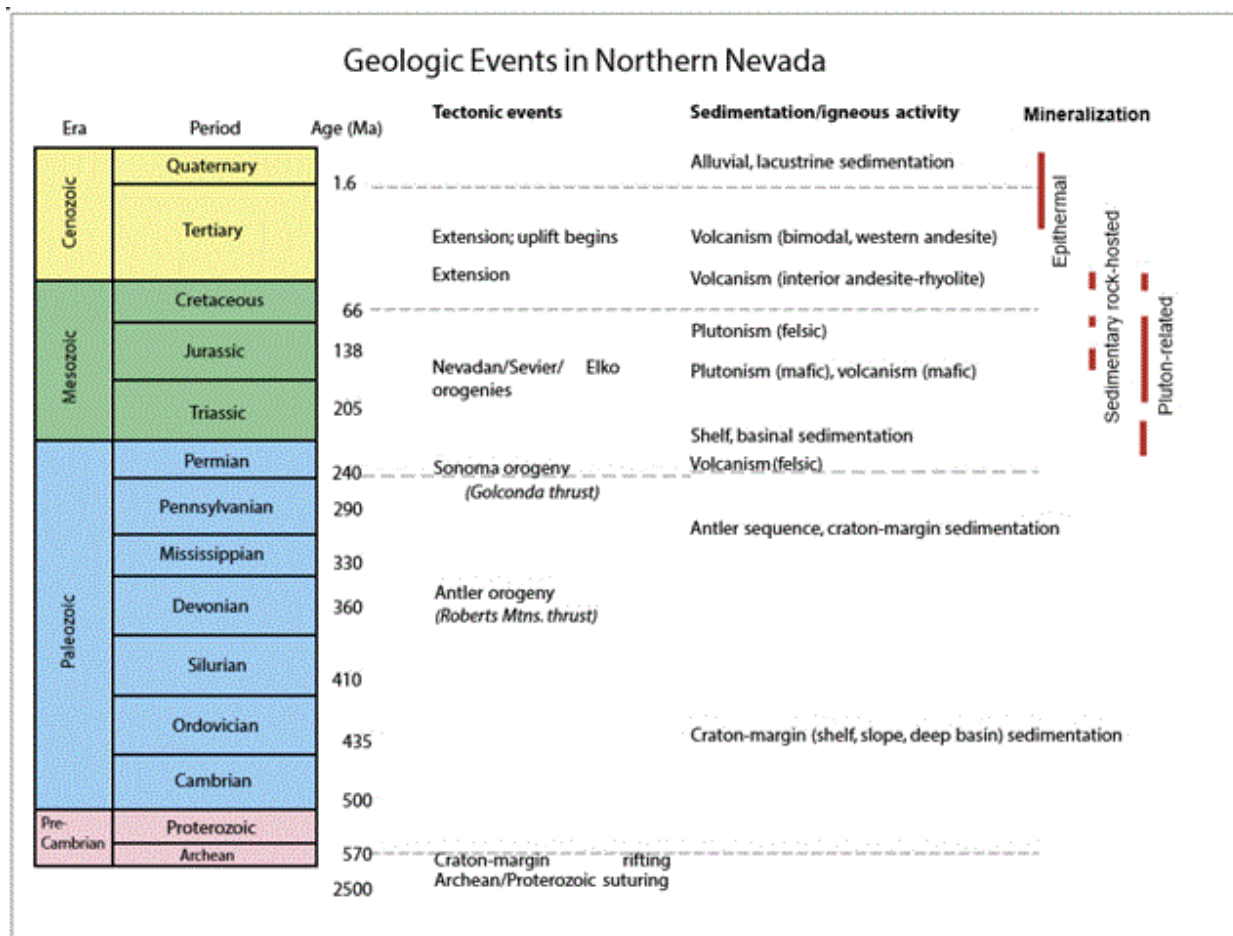 Geologic Events in Northern Nevada
Era Period Age (Ma) Tectonic events Sedimentation/igneous activity Mineralization
Cenozoic
Quaternary
Alluvial, lacustrine sedimentation
1.6
Tertiary
Extension; uplift begins
Volcanism (bimodal, western andesite)
Epithermal
Extension
Volcanism (interior andesite-rhyolite)
Mesozoic
Cretaceous
66
Sedimentary rock-hosted
Pluton-related
Plutonism (felsic)
Jurassic
138
Nevadan/Sevier/ Elko
orogenies
Plutonism (mafic), volcanism (mafic)
Triassic
205
Shelf, basinal sedimentation
Paleozoic
Permian
240
Sonoma orogeny
(Golconda thrust)
Volcanism (felsic)
Pennsylvanian
290
Antler sequence, craton-margin sedimentation
Mississippian
330
Devonian
360
Antler orogeny
(Roberts Mtns. thrust)
Silurian
410
Ordovician
435
Craton-margin (shelf, slope, deep basin) sedimentation
Cambrian
500
Pre-
Cambrian
Proterozoic
Archean
570
Craton-margin rifting
Archean/Proterozoic suturing
2500